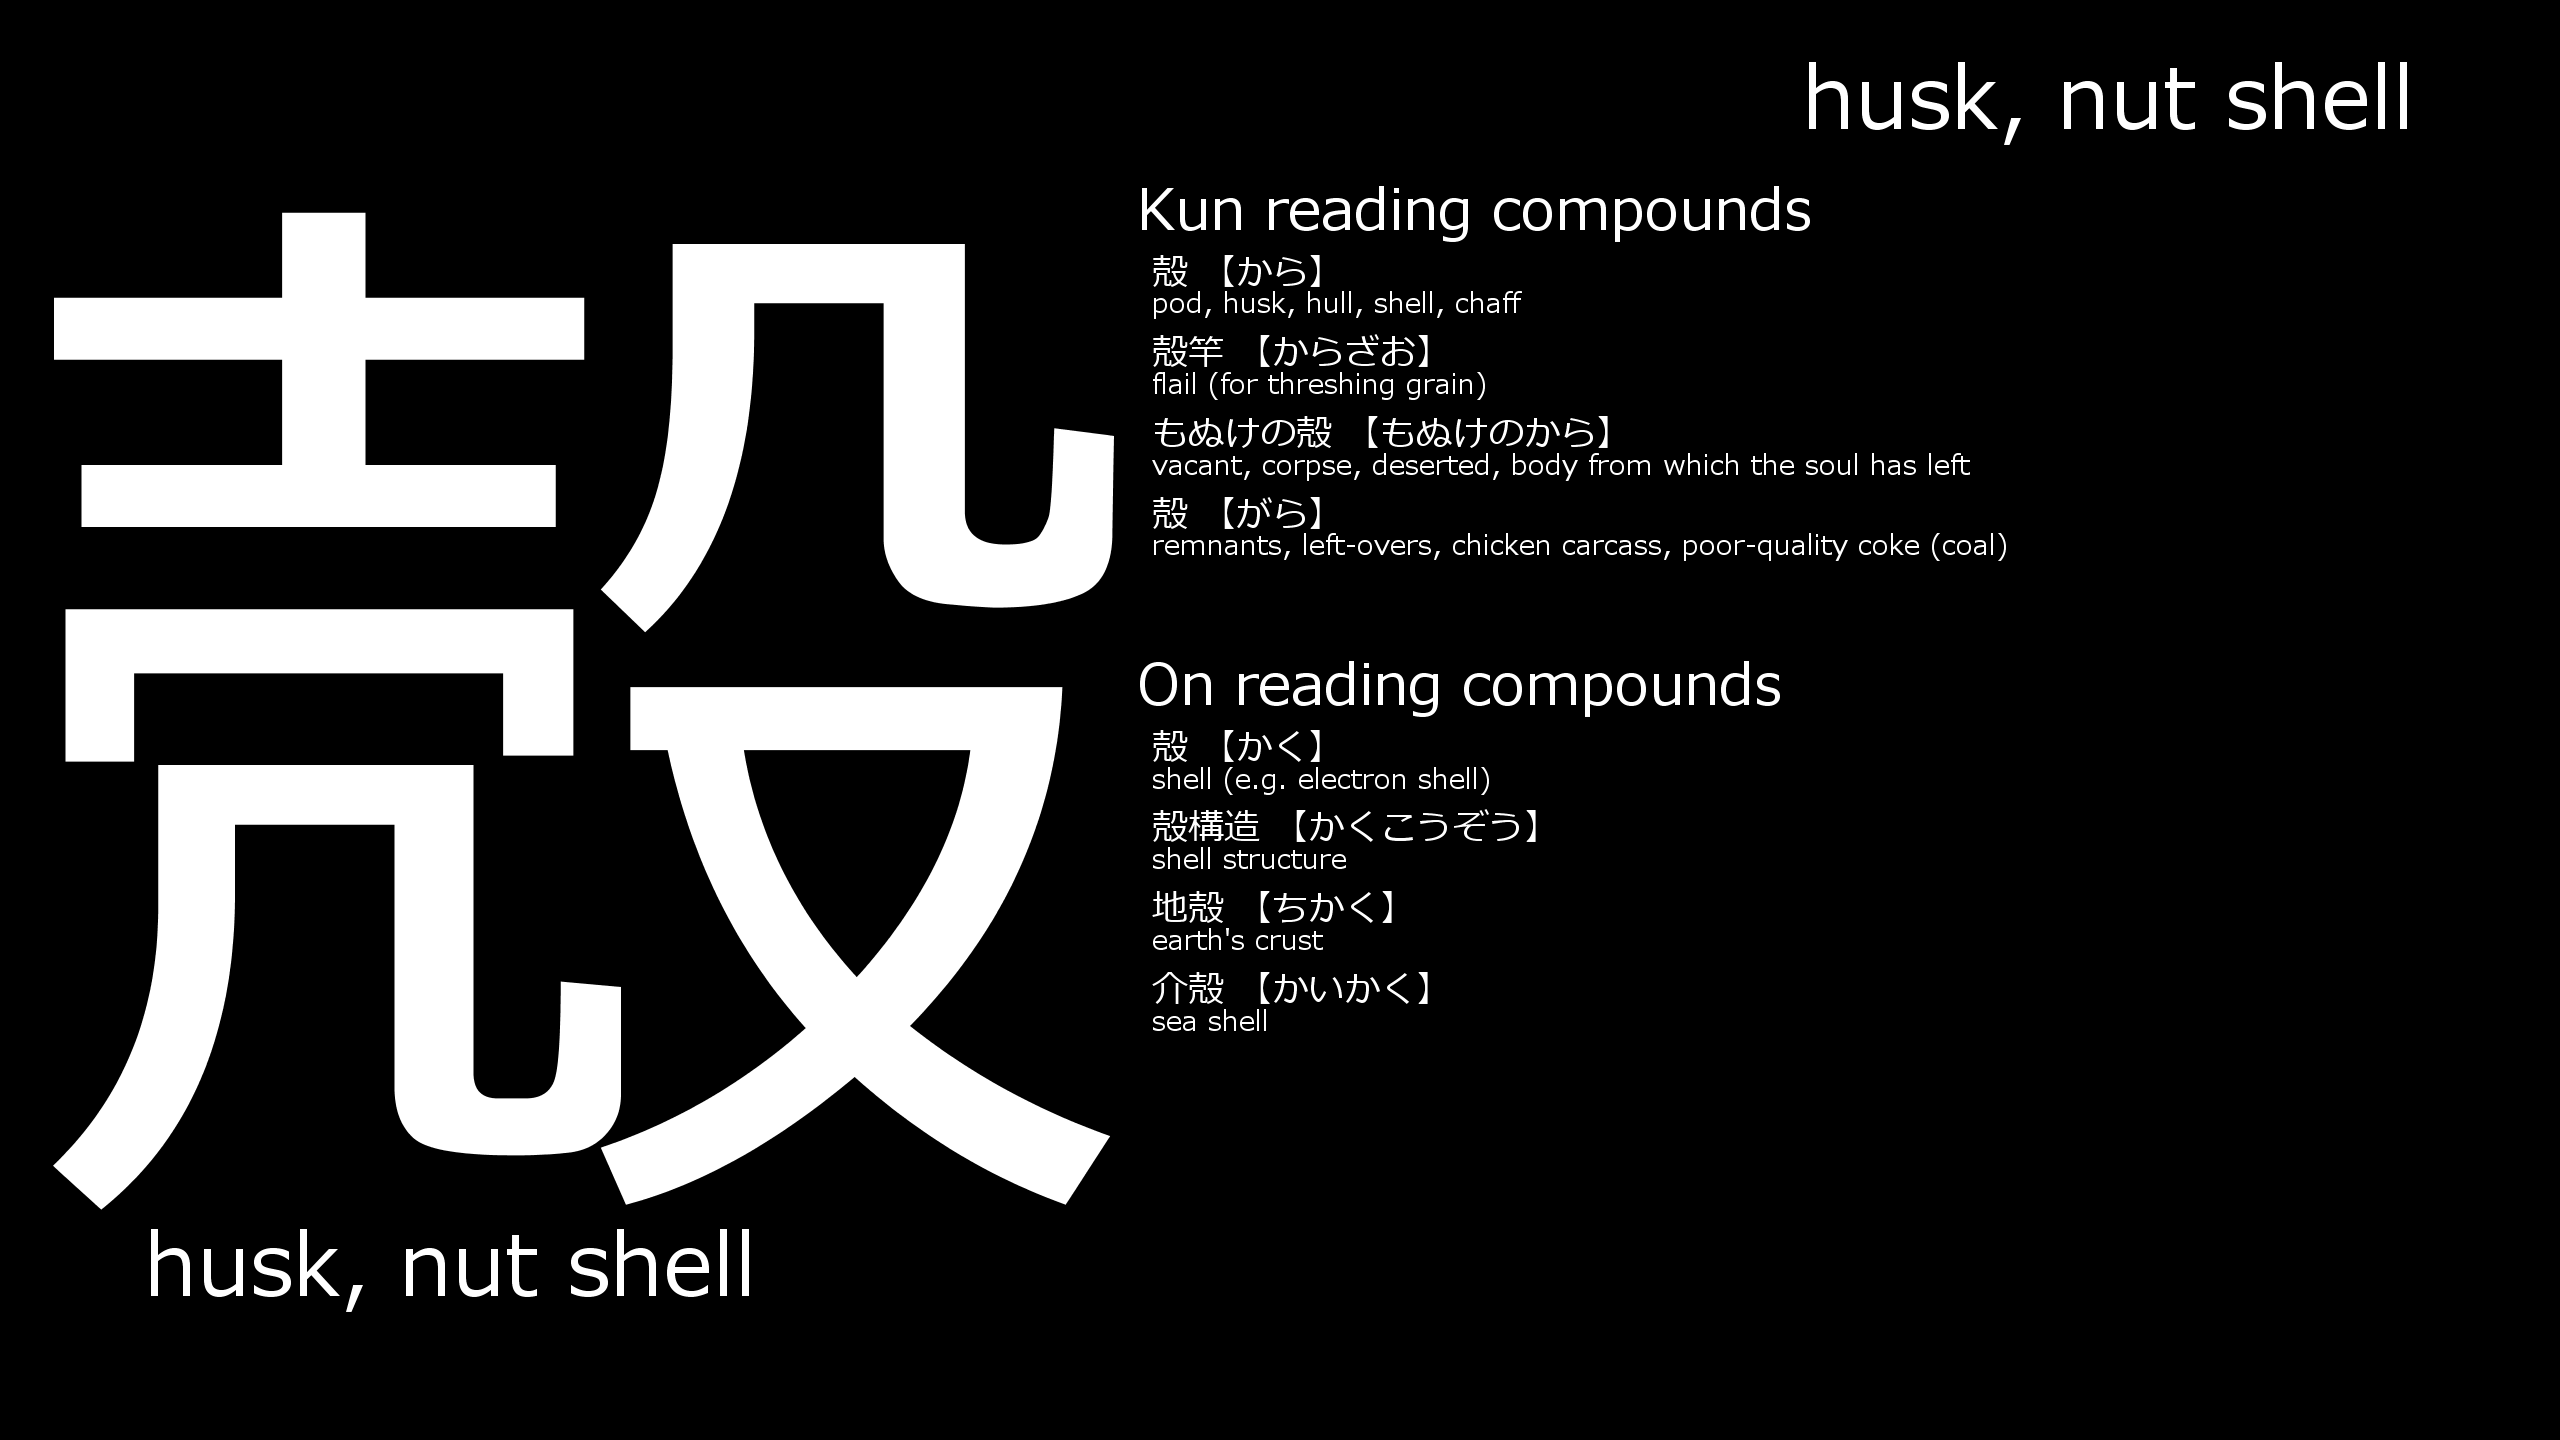 husk, nut shell
殻
husk, nut shell
Kun reading compounds
殻 【から】
pod, husk, hull, shell, chaff
殻竿 【からざお】
flail (for threshing grain)
もぬけの殻 【もぬけのから】
vacant, corpse, deserted, body from which the soul has left
殻 【がら】
remnants, left-overs, chicken carcass, poor-quality coke (coal)
On reading compounds
殻 【かく】
shell (e.g. electron shell)
殻構造 【かくこうぞう】
shell structure
地殻 【ちかく】
earth's crust
介殻 【かいかく】
sea shell